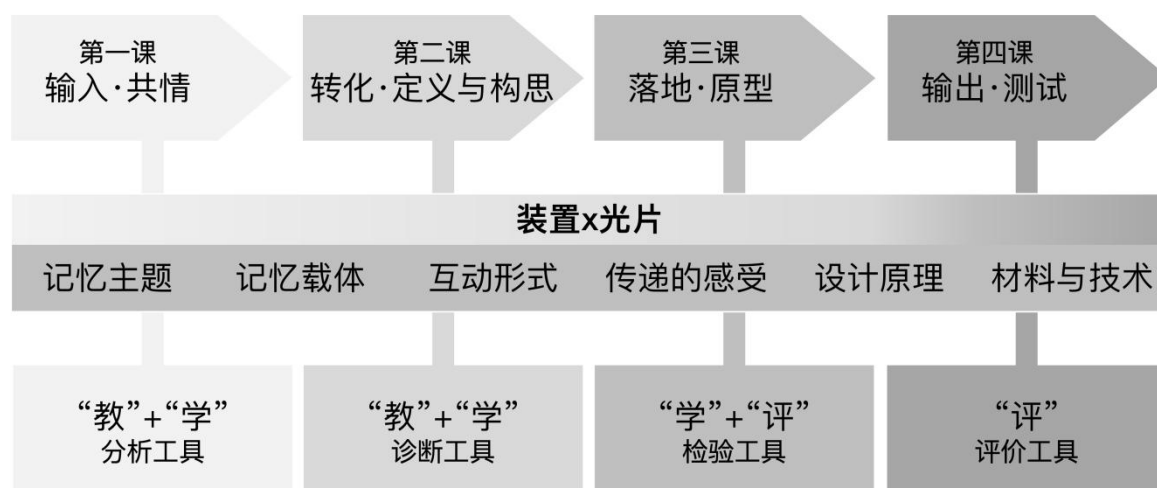 第一课
输入·共情
第二课
转化·定义与构思
第三课
落地·原型
第四课
输出·测试
装置x光片
记忆主题 记忆载体 互动形式 传递的感受 设计原理 材料与技术
“教”+“学”
分析工具
“教”+“学”
诊断工具
“学”+“评”
检验工具
“评”
评价工具